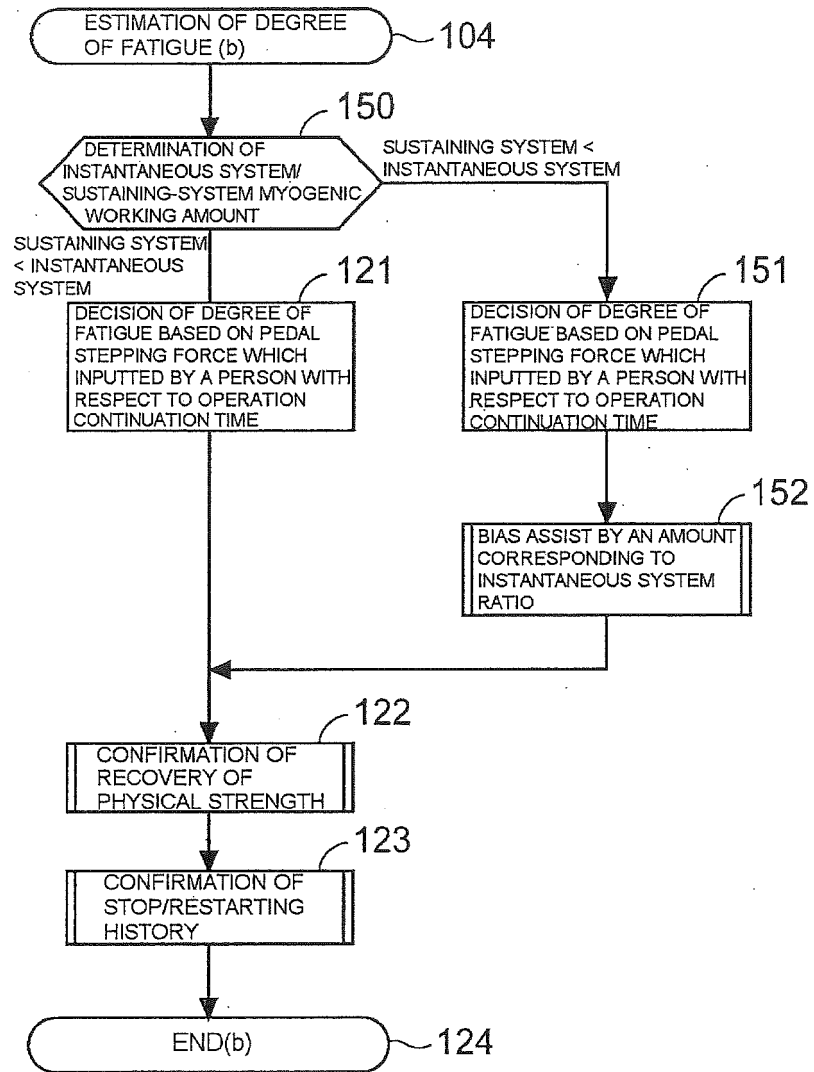 ESTIMATION OF DEGREE
OF FATIGUE (b)
104
150
DETERMINATION OF
INSTANTANEOUS SYSTEM/
SUSTAINING-SYSTEM MYOGENIC
WORKING AMOUNT
SUSTAINING SYSTEM <
INSTANTANEOUS SYSTEM
SUSTAINING SYSTEM
< INSTANTANEOUS
SYSTEM
121
DECISION OF DEGREE OF
FATIGUE BASED ON PEDAL
STEPPING FORCE WHICH
INPUTTED BY A PERSON WITH
RESPECT TO OPERATION
CONTINUATION TIME
151
DECISION OF DEGREE OF
FATIGUE BASED ON PEDAL
STEPPING FORCE WHICH
INPUTTED BY A PERSON WITH
RESPECT TO OPERATION
CONTINUATION TIME
152
BIAS ASSIST BY AN AMOUNT
CORRESPONDING TO
INSTANTANEOUS SYSTEM
RATIO
122
CONFIRMATION OF
RECOVERY OF
PHYSICAL STRENGTH
123
CONFIRMATION OF
STOP/RESTARTING
HISTORY
END(b)
124